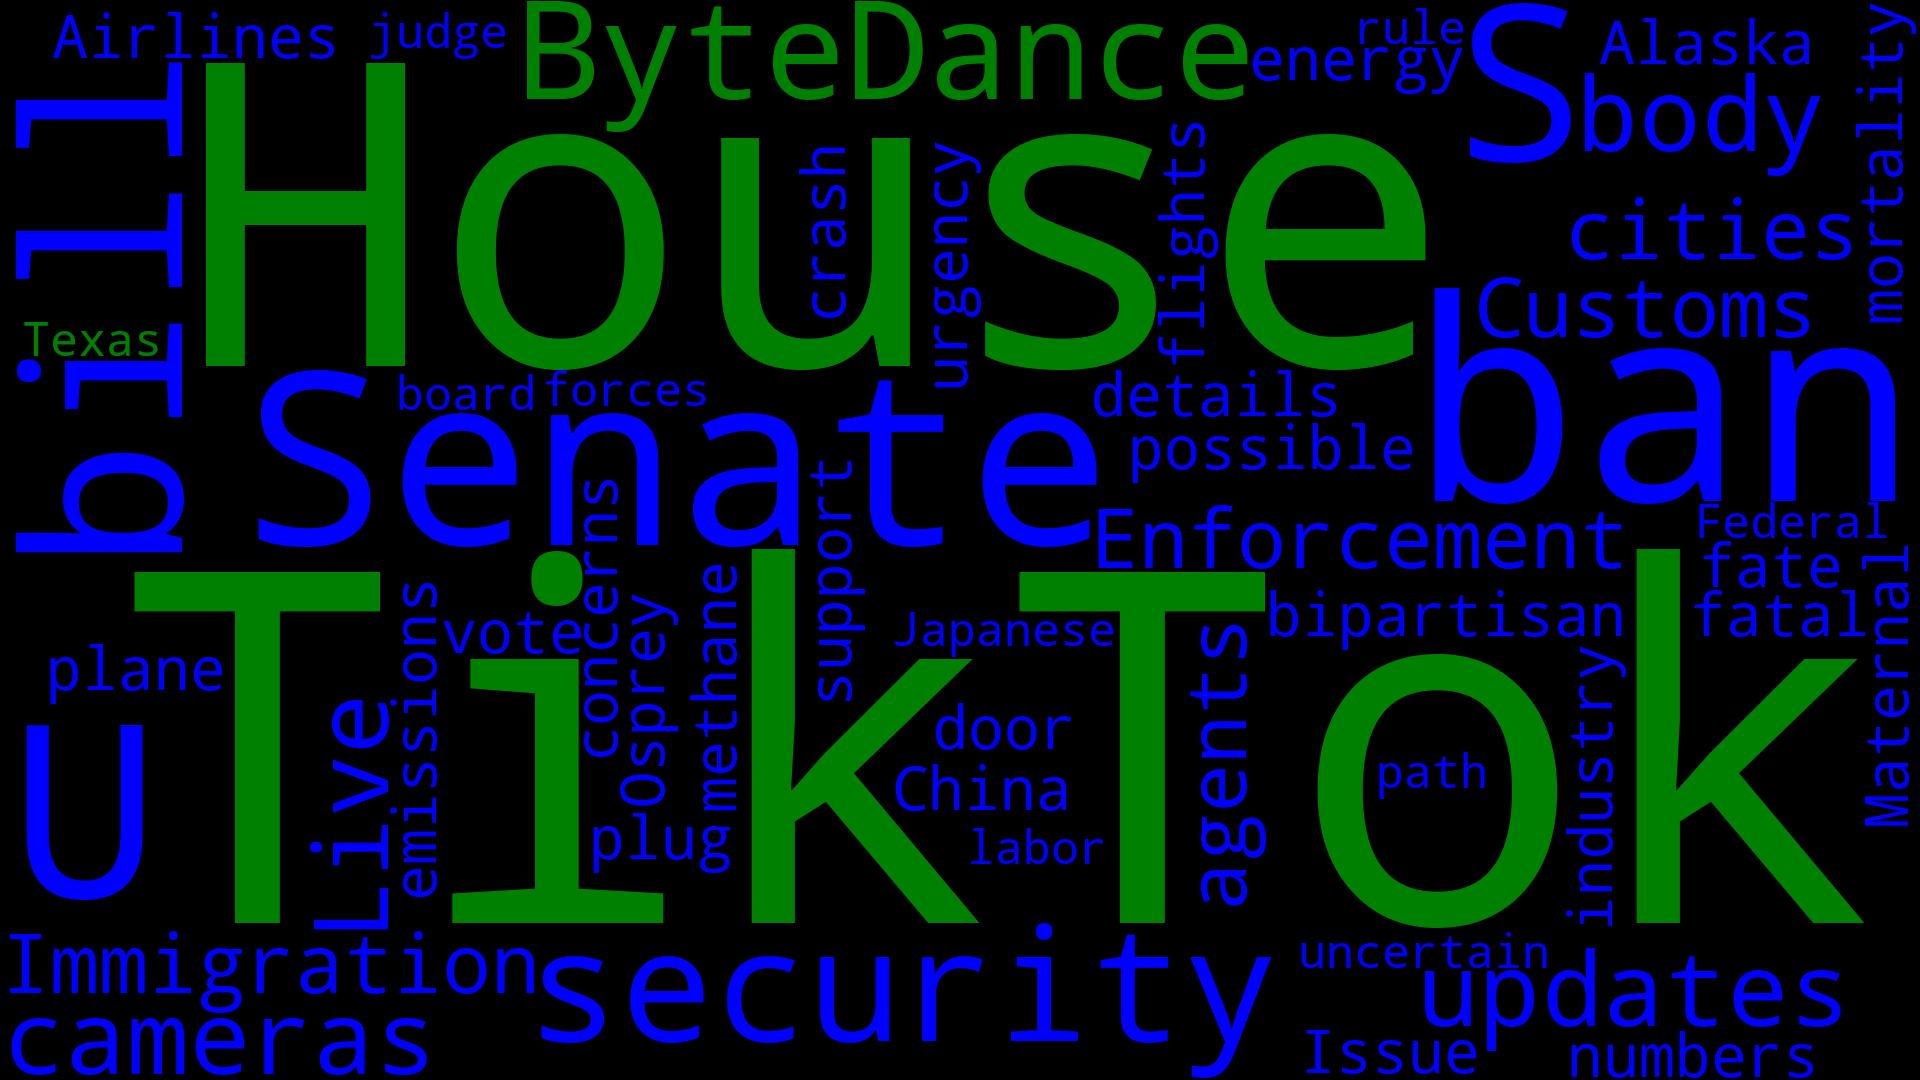 Airlines
judge
ByteDance
rule
energy
S
Alaska
body
mortality
bill
House
crash
urgency
flights
cities
Customs
Texas
ban
board
forces
Senate
details
possible
concerns
support
Enforcement
Federal
fate
fatal
Maternal
TikTok
emissions
vote
Osprey
methane
Japanese
bipartisan
agents
plane
U
Live
door
China
path
industry
plug
labor
Immigration
security
uncertain
updates
cameras
Issue
numbers